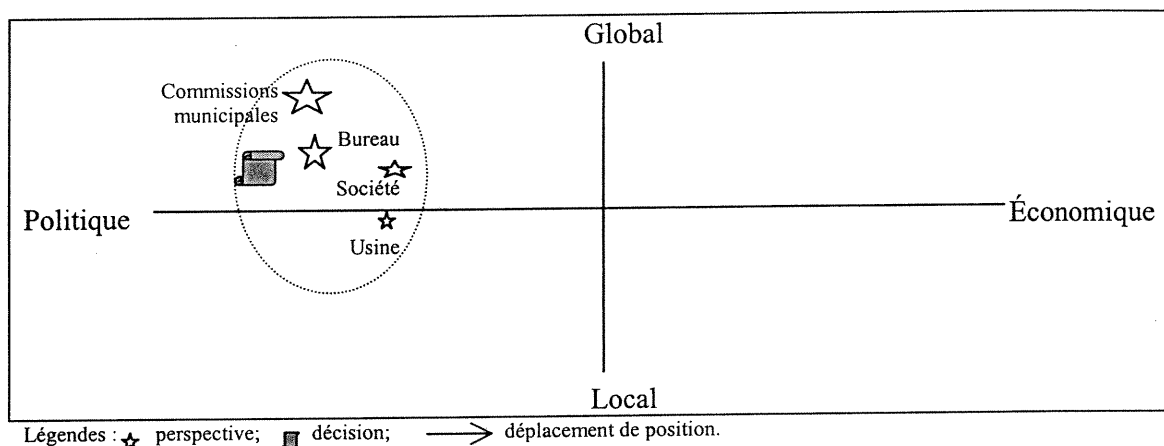 Global
Commissions
municipales
Bureau
Société
Politique
Économique
Usine
Local
Légendes : perspective; décision; déplacement de position.